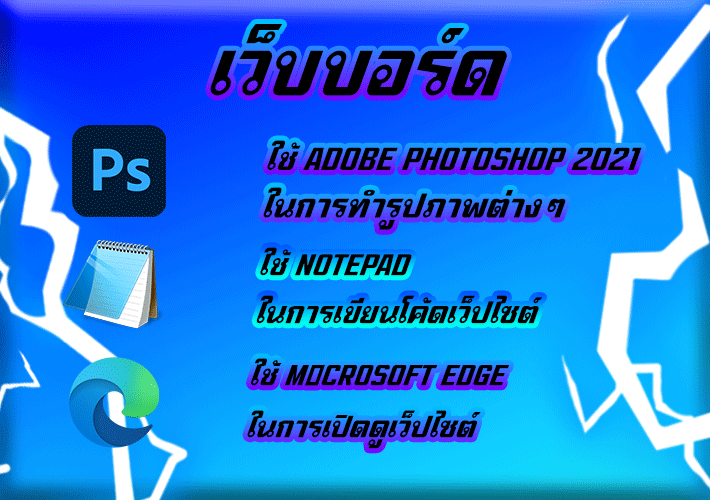 เว็บบอร์ด
Ps
ใช้ ADOBE PHOTOSHOP 2021
ในการทำรูปภาพต่าง ๆ
ใช้ NOTEPAD
ในการเขียนโค้ดเว็ปไซต์
ใช้ MOCROSOFT EDGE
ในการเปิดดูเว็ปไซต์